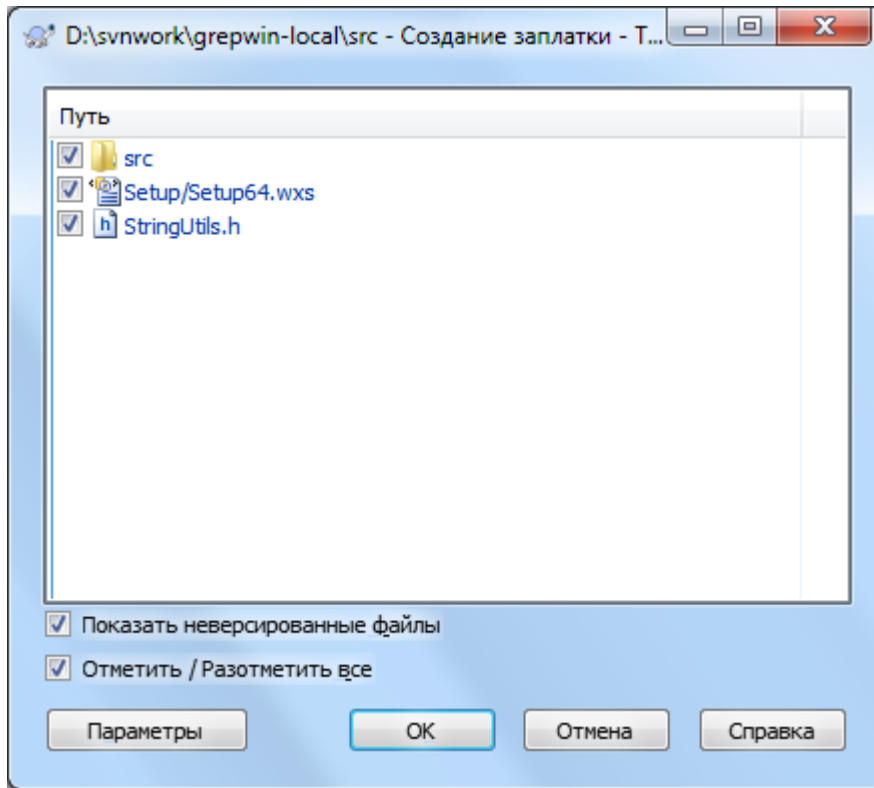 D:\svnwork\grepwin-local\src - Создание заплатки - T...
Путь
src
Setup/Setup64.wxs
StringUtils.h
Показать неверсированные файлы
Отметить / Разотметить все
Параметры OK Отмена Справка